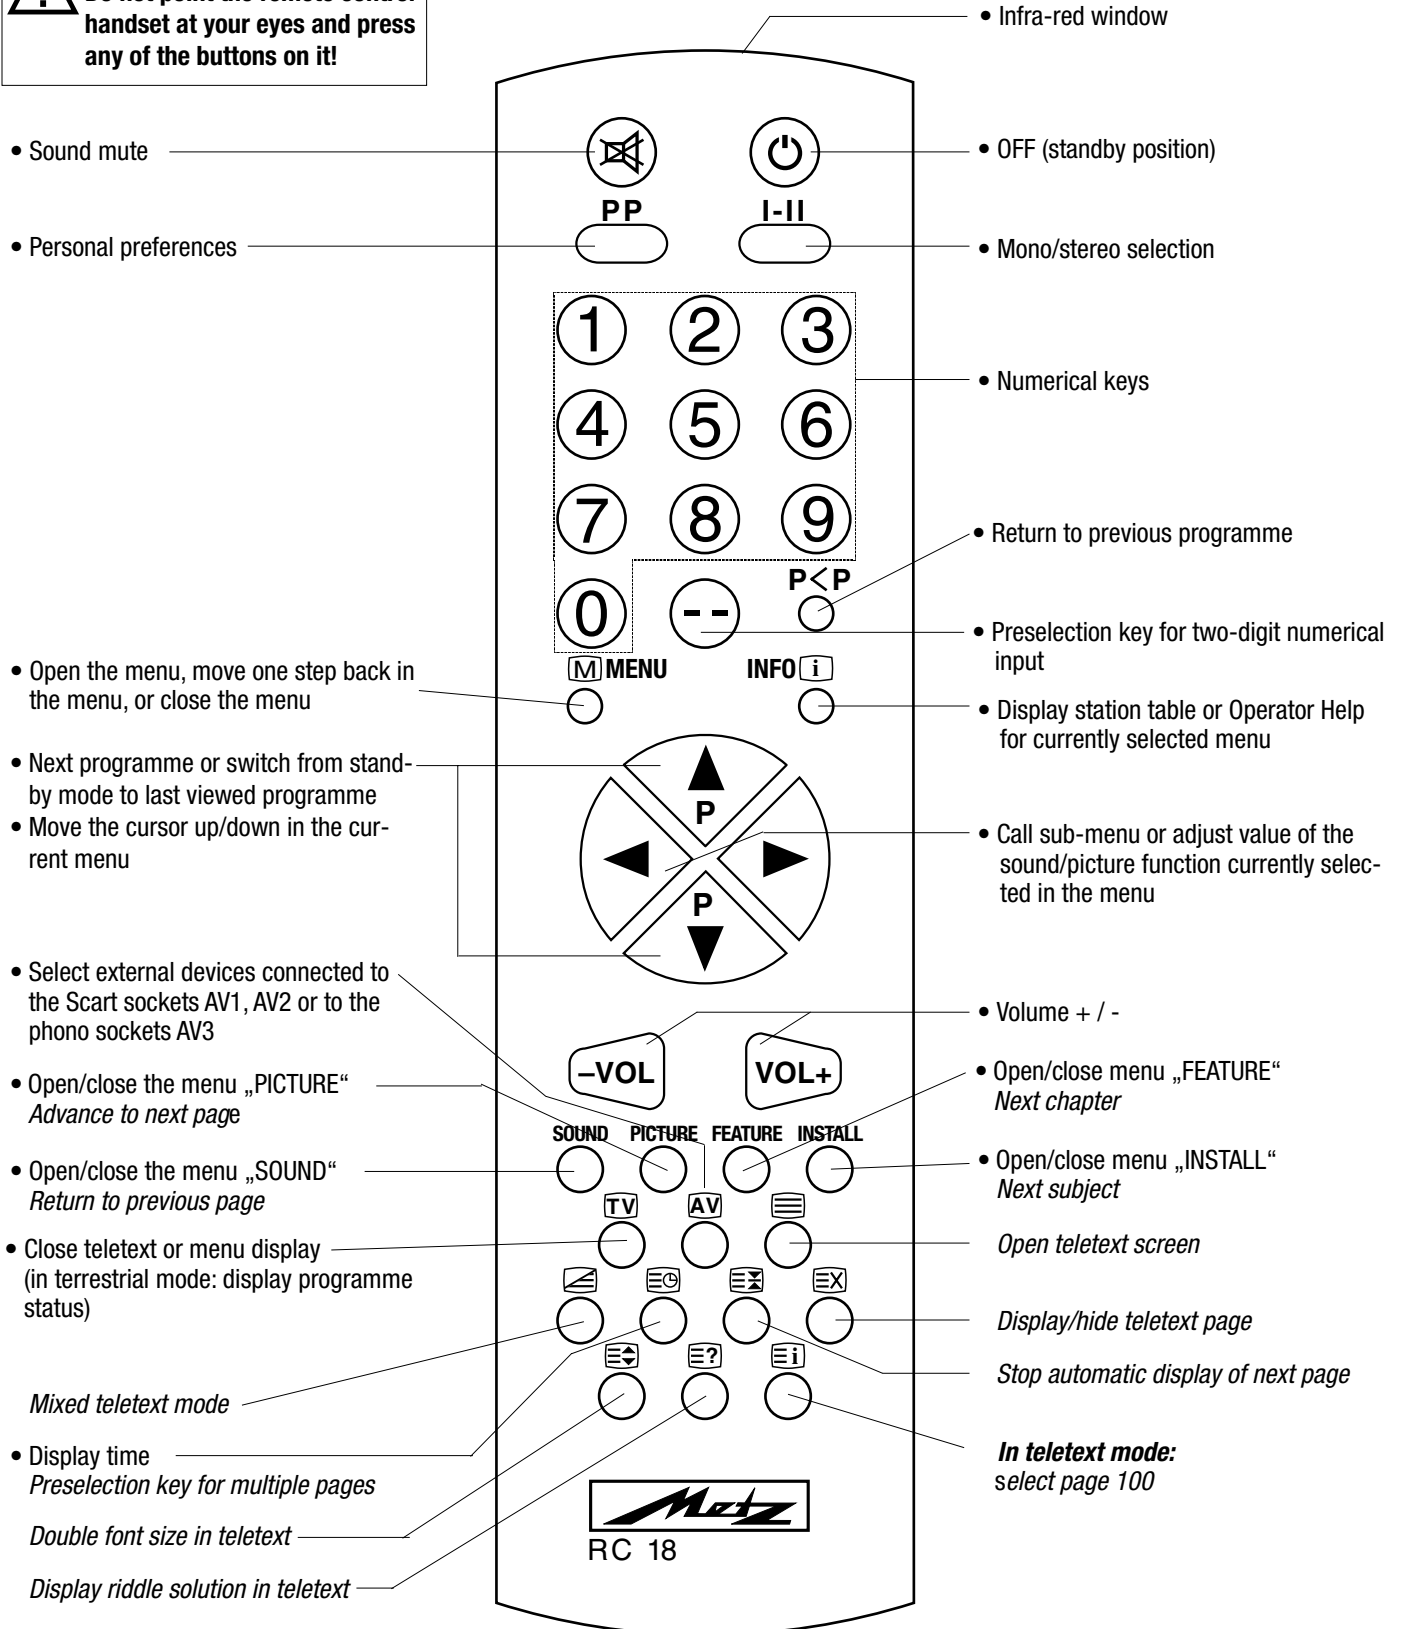 Do not point the remote control
handset at your eyes and press
any of the buttons on it!
• Infra-red window
• Sound mute
• OFF (standby position)
PP
I-II
• Personal preferences
• Mono/stereo selection
1 2 3
• Numerical keys
4 5 6
7 8 9
• Return to previous programme
P<P
0 - -
• Preselection key for two-digit numerical
input
M MENU
INFO i
• Open the menu, move one step back in
the menu, or close the menu
• Display station table or Operator Help
for currently selected menu
• Next programme or switch from stand-
by mode to last viewed programme
• Move the cursor up/down in the cur-
rent menu
P
P
• Call sub-menu or adjust value of the
sound/picture function currently selec-
ted in the menu
• Select external devices connected to
the Scart sockets AV1, AV2 or to the
phono sockets AV3
• Volume + / -
–VOL
VOL+
• Open/close the menu „PICTURE“
Advance to next page
• Open/close menu „FEATURE“
Next chapter
SOUND PICTURE FEATURE INSTALL
• Open/close the menu „SOUND“
Return to previous page
• Open/close menu „INSTALL“
Next subject
TV AV
• Close teletext or menu display
(in terrestrial mode: display programme
status)
Open teletext screen
X
Display/hide teletext page
? i
Stop automatic display of next page
Mixed teletext mode
• Display time
Preselection key for multiple pages
In teletext mode:
select page 100
Double font size in teletext
Display riddle solution in teletext
Metz
RC 18